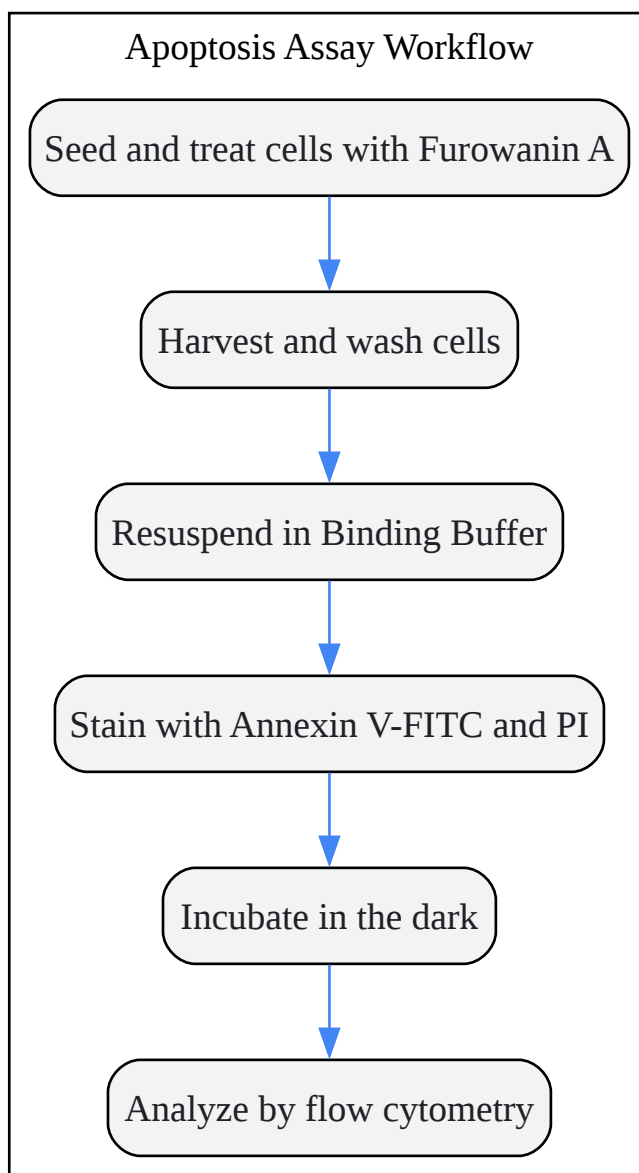 Apoptosis Assay Workflow
Seed and treat cells with Furowanin A
Harvest and wash cells
Resuspend in Binding Buffer
Stain with Annexin V-FITC and PI
Incubate in the dark
Analyze by flow cytometry